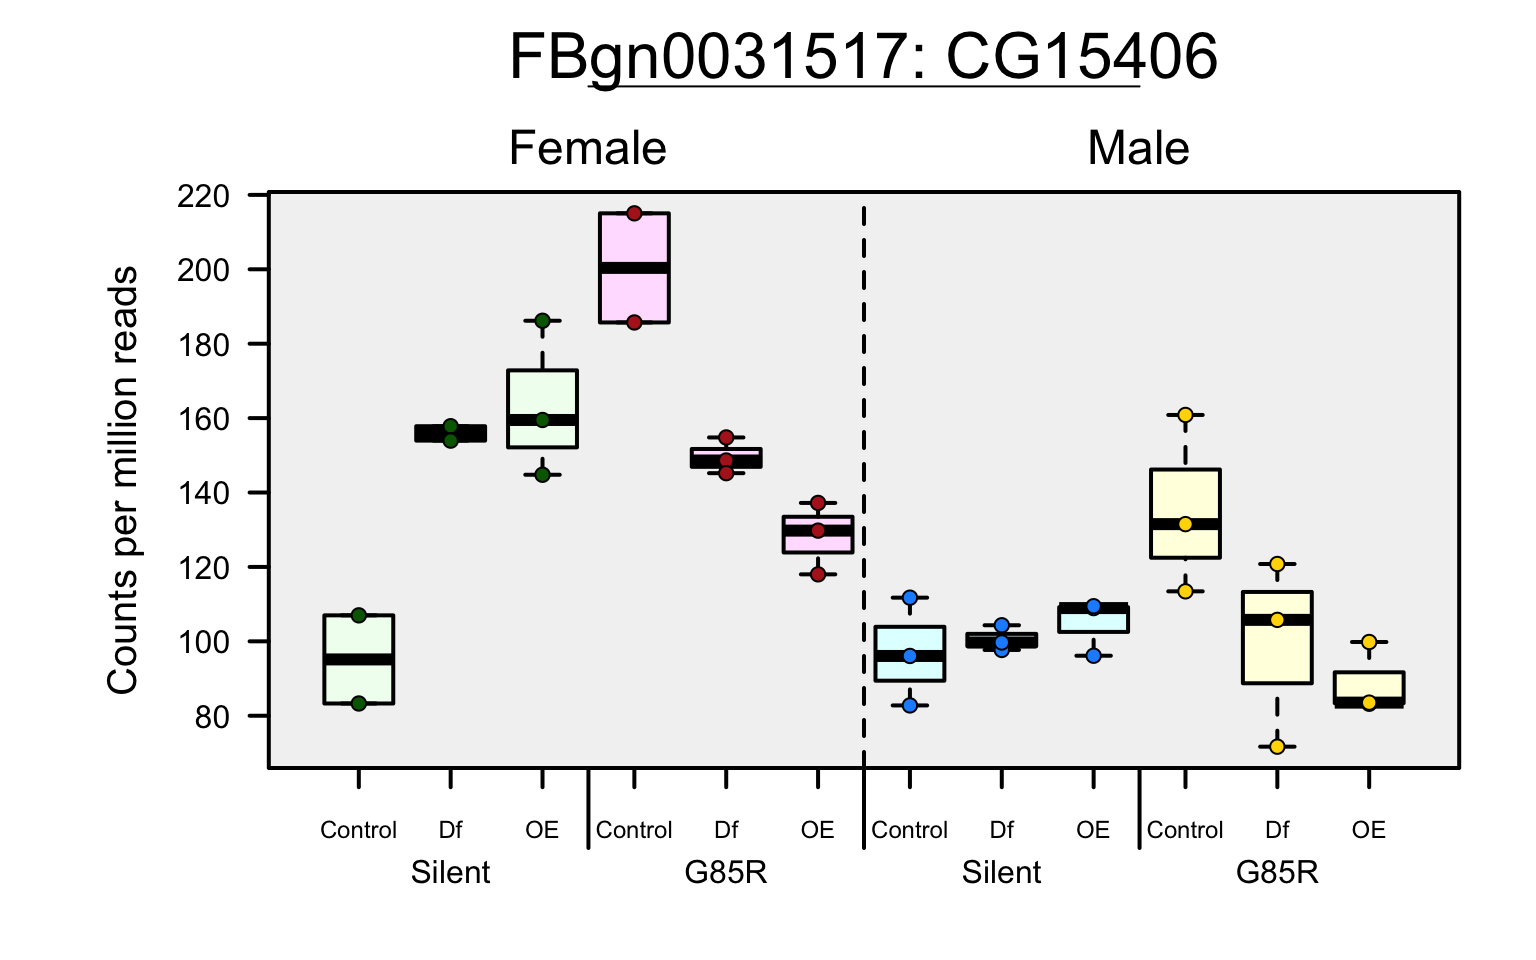 FBgn0031517: CG15406
Female Male
220
200
180
160
140
120
100
80
Counts per million reads
Control Df OE Control Df OE Control Df OE Control Df OE
Silent G85R Silent G85R